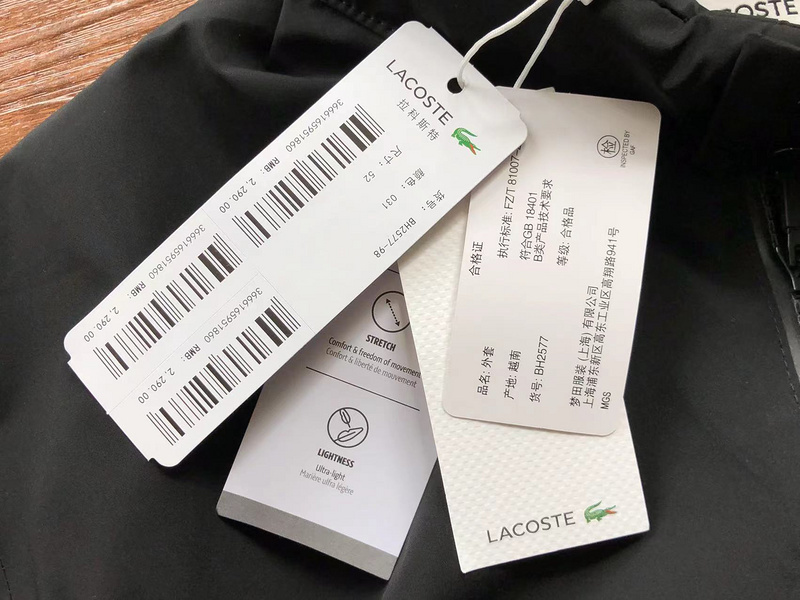 LACOSTE
拉科斯特
货号: BH2577-98
颜色: 031
尺寸: 52
3666165951860
RMB: 2,290.00
3666165951860
RMB: 2,290.00
3666165951860
RMB: 2,290.00
STRETCH
Comfort & freedom of movement
Confort & liberté de mouvement
LIGHTNESS
Ultra-light
Matière ultra légère
合格证
执行标准: FZ/T 81007-
符合GB 18401
B类产品技术要求
等级: 合格品
检
INSPECTED BY
GAF
品名: 外套
产地: 越南
货号: BH2577
梦田服装(上海)有限公司
上海浦东新区高东工业区高翔路941号
MGS
LACOSTE
COSTE